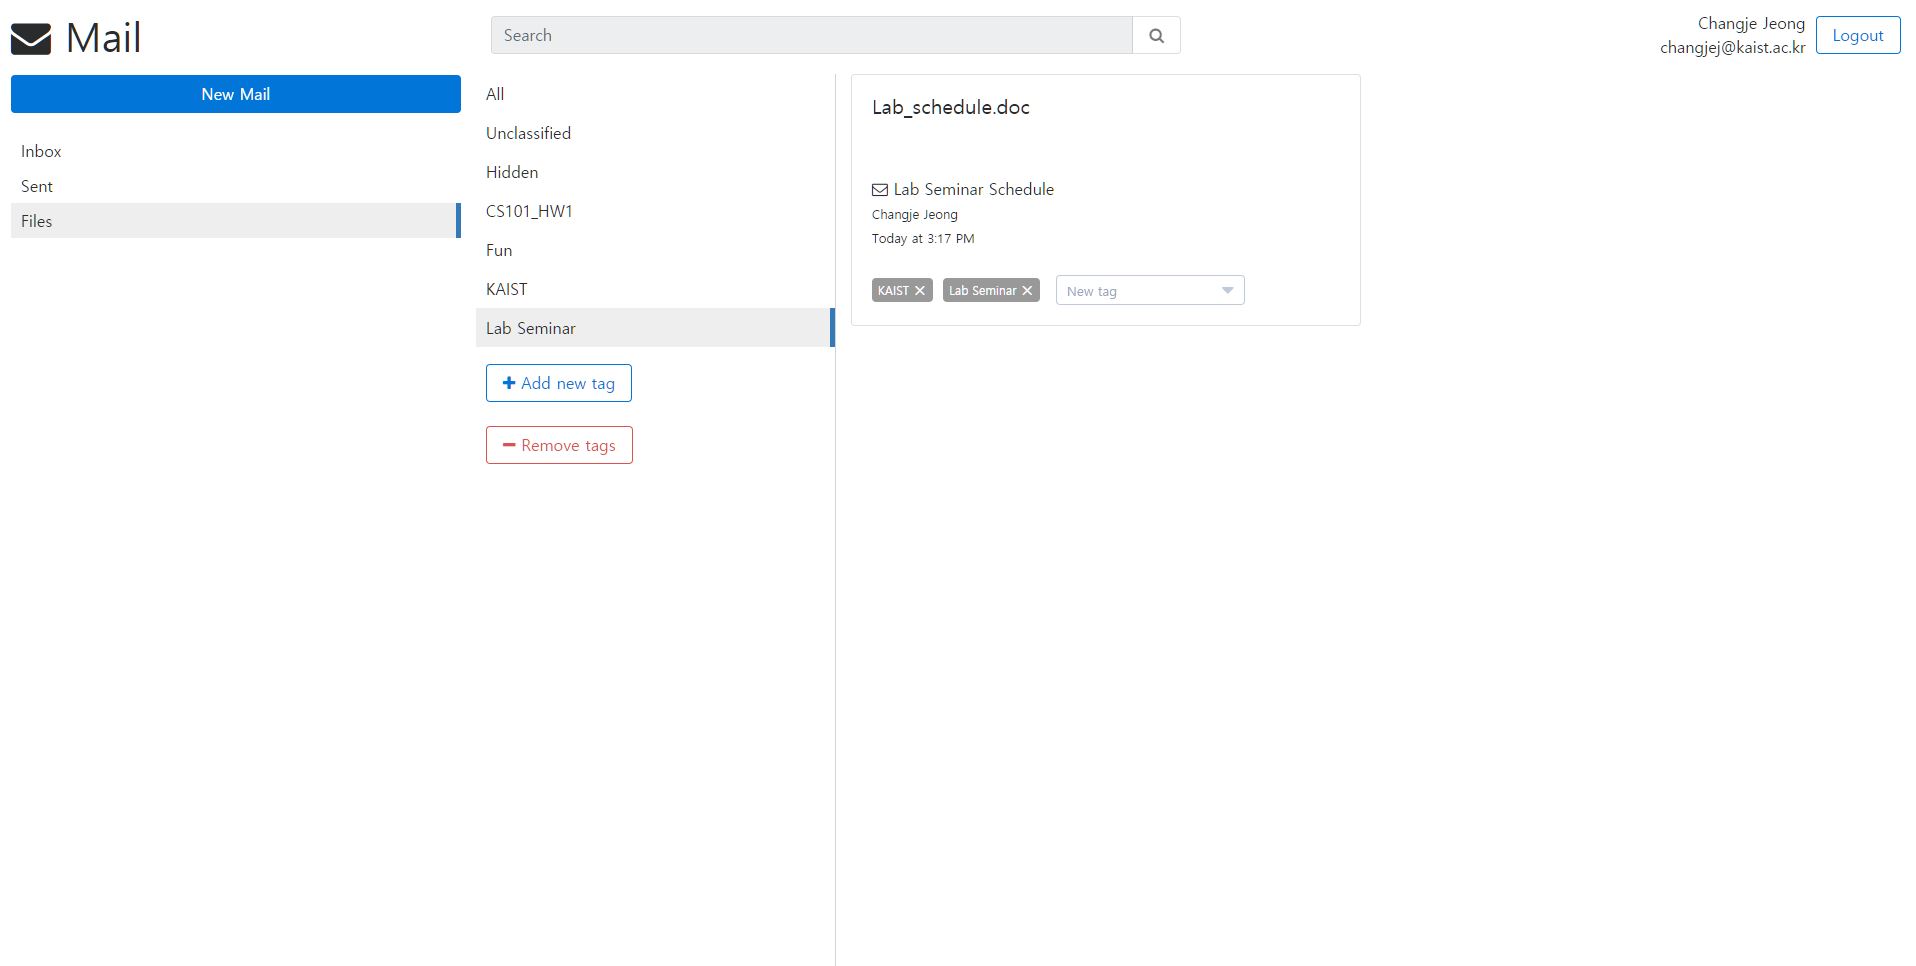 Mail
Search
Changje Jeong
changjej@kaist.ac.kr
Logout
New Mail
Inbox
Sent
Files
All
Unclassified
Hidden
CS101_HW1
Fun
KAIST
Lab Seminar
Add new tag
Remove tags
Lab_schedule.doc
Lab Seminar Schedule
Changje Jeong
Today at 3:17 PM
KAIST Lab Seminar New tag